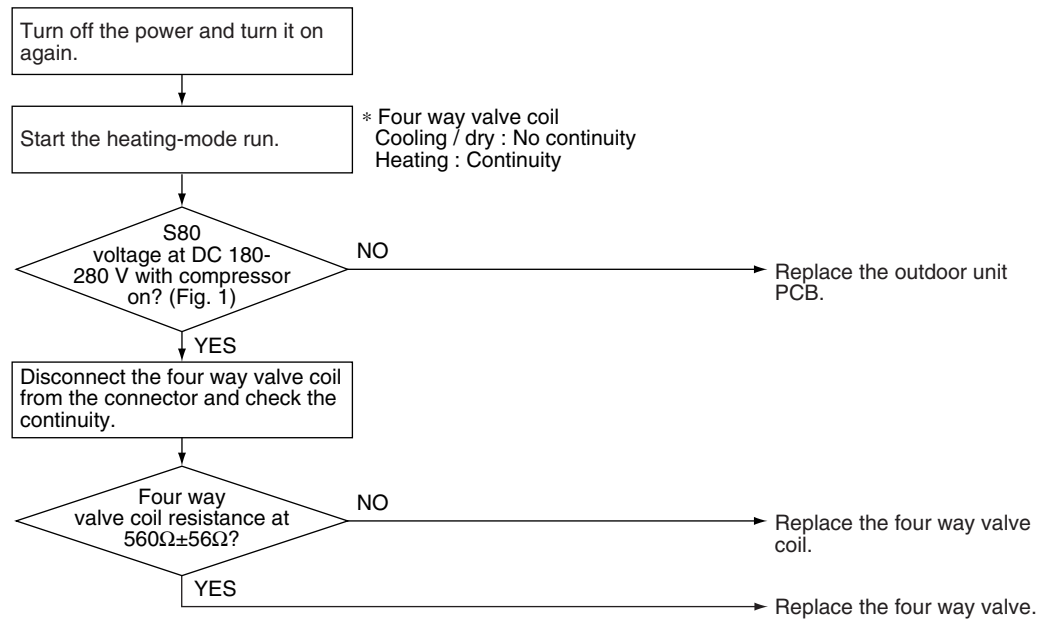 Turn off the power and turn it on
again.
Start the heating-mode run.
* Four way valve coil
Cooling / dry : No continuity
Heating : Continuity
S80
voltage at DC 180-
280 V with compressor
on? (Fig. 1)
NO
Replace the outdoor unit
PCB.
YES
Disconnect the four way valve coil
from the connector and check the
continuity.
Four way
valve coil resistance at
560Ω±56Ω?
NO
Replace the four way valve
coil.
YES
Replace the four way valve.